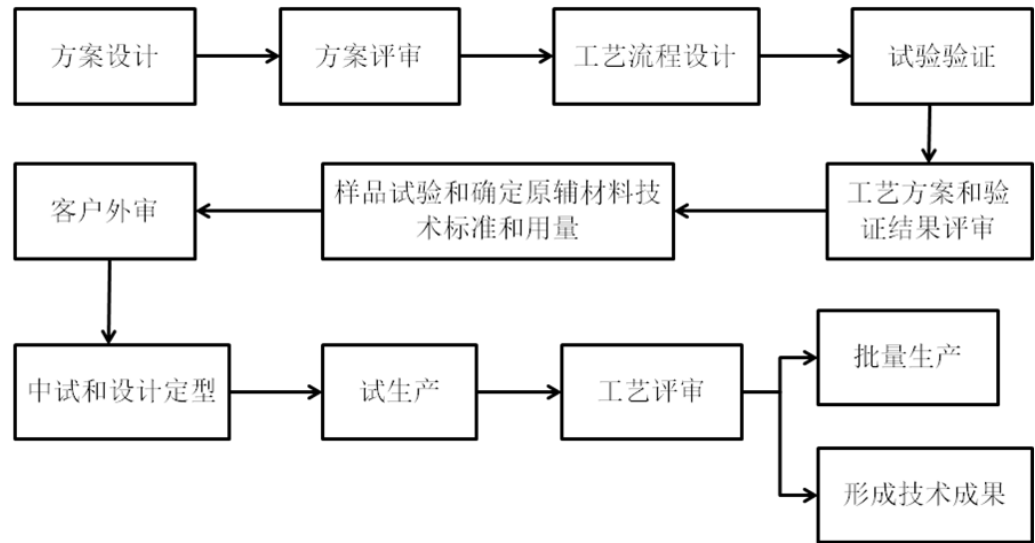 方案设计
方案评审
工艺流程设计
试验验证
工艺方案和验
证结果评审
样品试验和确定原辅材料技
术标准和用量
客户外审
中试和设计定型
试生产
工艺评审
批量生产
形成技术成果